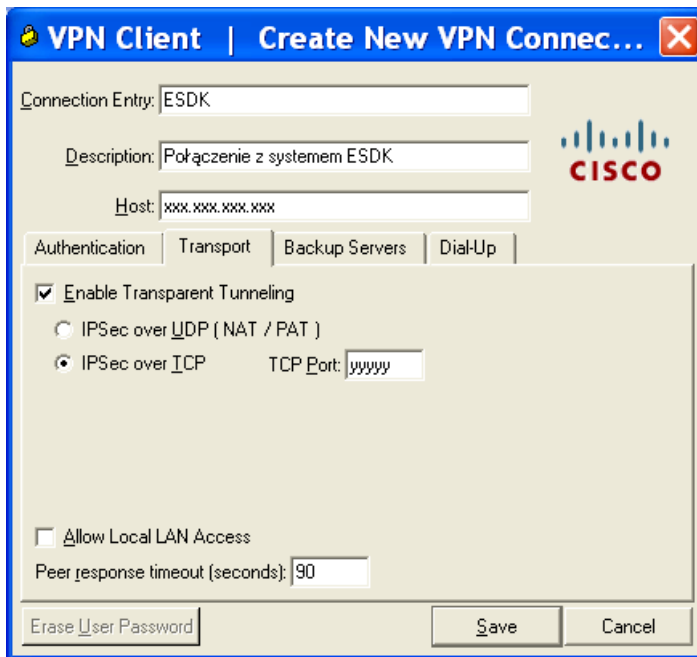 VPN Client | Create New VPN Connec...
Connection Entry: ESDK
Description: Połączenie z systemem ESDK
Host: xxx.xxx.xxx.xxx
CISCO
Authentication Transport Backup Servers Dial-Up
Enable Transparent Tunneling
IPSec over UDP ( NAT / PAT )
IPSec over TCP TCP Port: yyyyy
Allow Local LAN Access
Peer response timeout (seconds): 90
Erase User Password Save Cancel